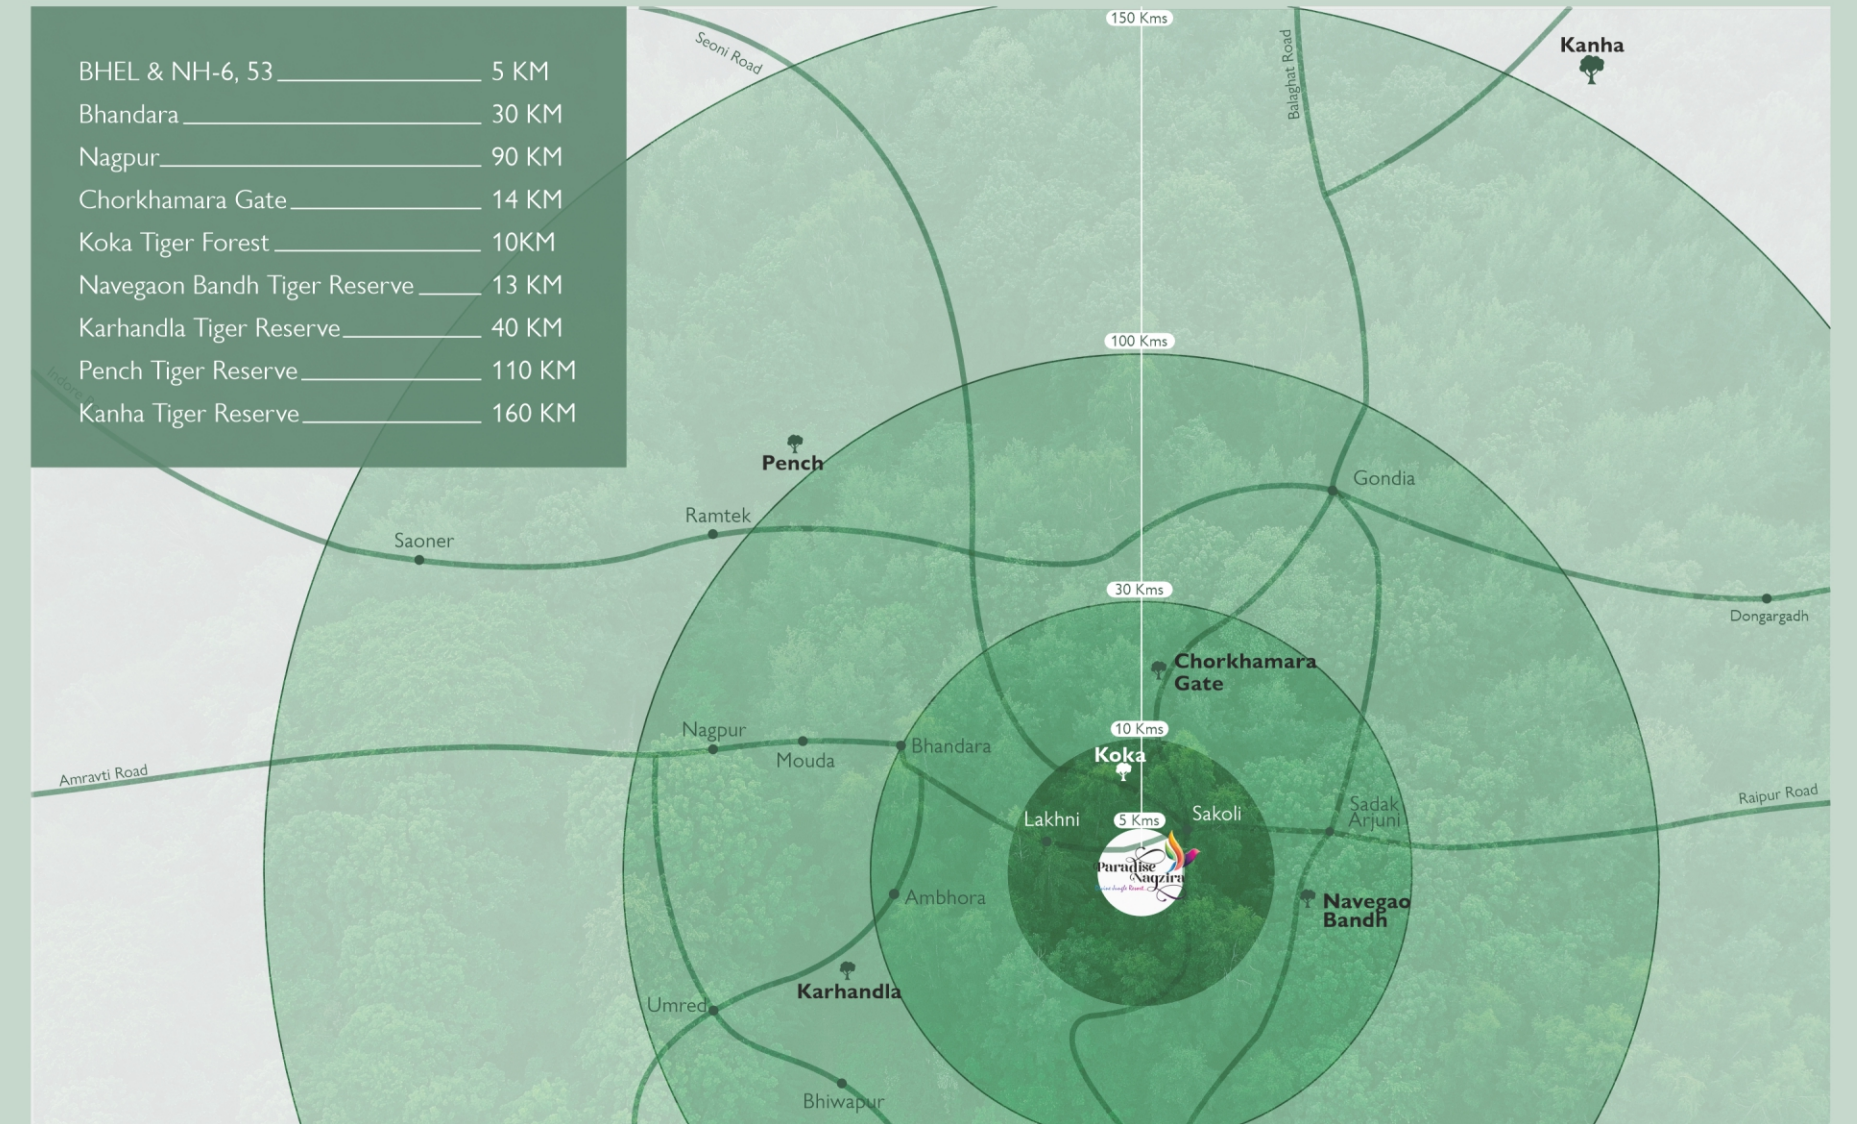 BHEL & NH-6, 53 5 KM
Bhandara 30 KM
Nagpur 90 KM
Chorkhamara Gate 14 KM
Koka Tiger Forest 10KM
Navegaon Bandh Tiger Reserve 13 KM
Karhandla Tiger Reserve 40 KM
Pench Tiger Reserve 110 KM
Kanha Tiger Reserve 160 KM
150 Kms
Seoni Road
Balaghat Road
Kanha
100 Kms
Pench
Gondia
Ramtek
Saoner
30 Kms
Dongargadh
Chorkhamara
Gate
10 Kms
Nagpur
Mouda
Bhandara
Koka
Amravti Road
Raipur Road
Lakhni
5 Kms
Sakoli
Sadak
Arjuni
Paradise
Nagzira
Ambhora
Navegao
Bandh
Karhandla
Umred
Bhiwapur